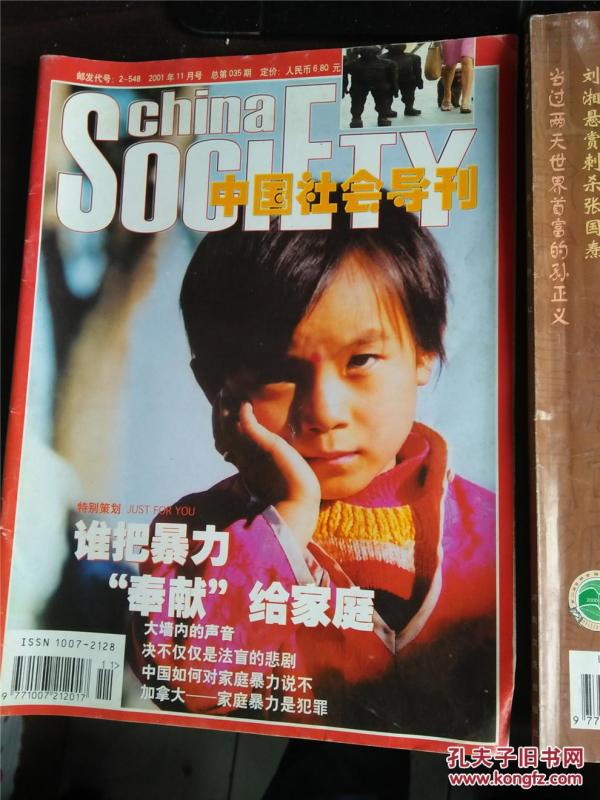 邮发代号：2-548 2001年11月号 总第035期 定价：人民币6.80元
China
SOCIETY
中国社会导刊
特别策划 JUST FOR YOU
谁把暴力
“奉献”给家庭
大墙内的声音
决不仅仅是法盲的悲剧
中国如何对家庭暴力说不
加拿大——家庭暴力是犯罪
ISSN 1007-2128
11>
9 771007 212017
刘湘悬赏刺杀张国焘
当过两天世界首富的孙正义
2000
孔夫子旧书网
www.kongfz.com